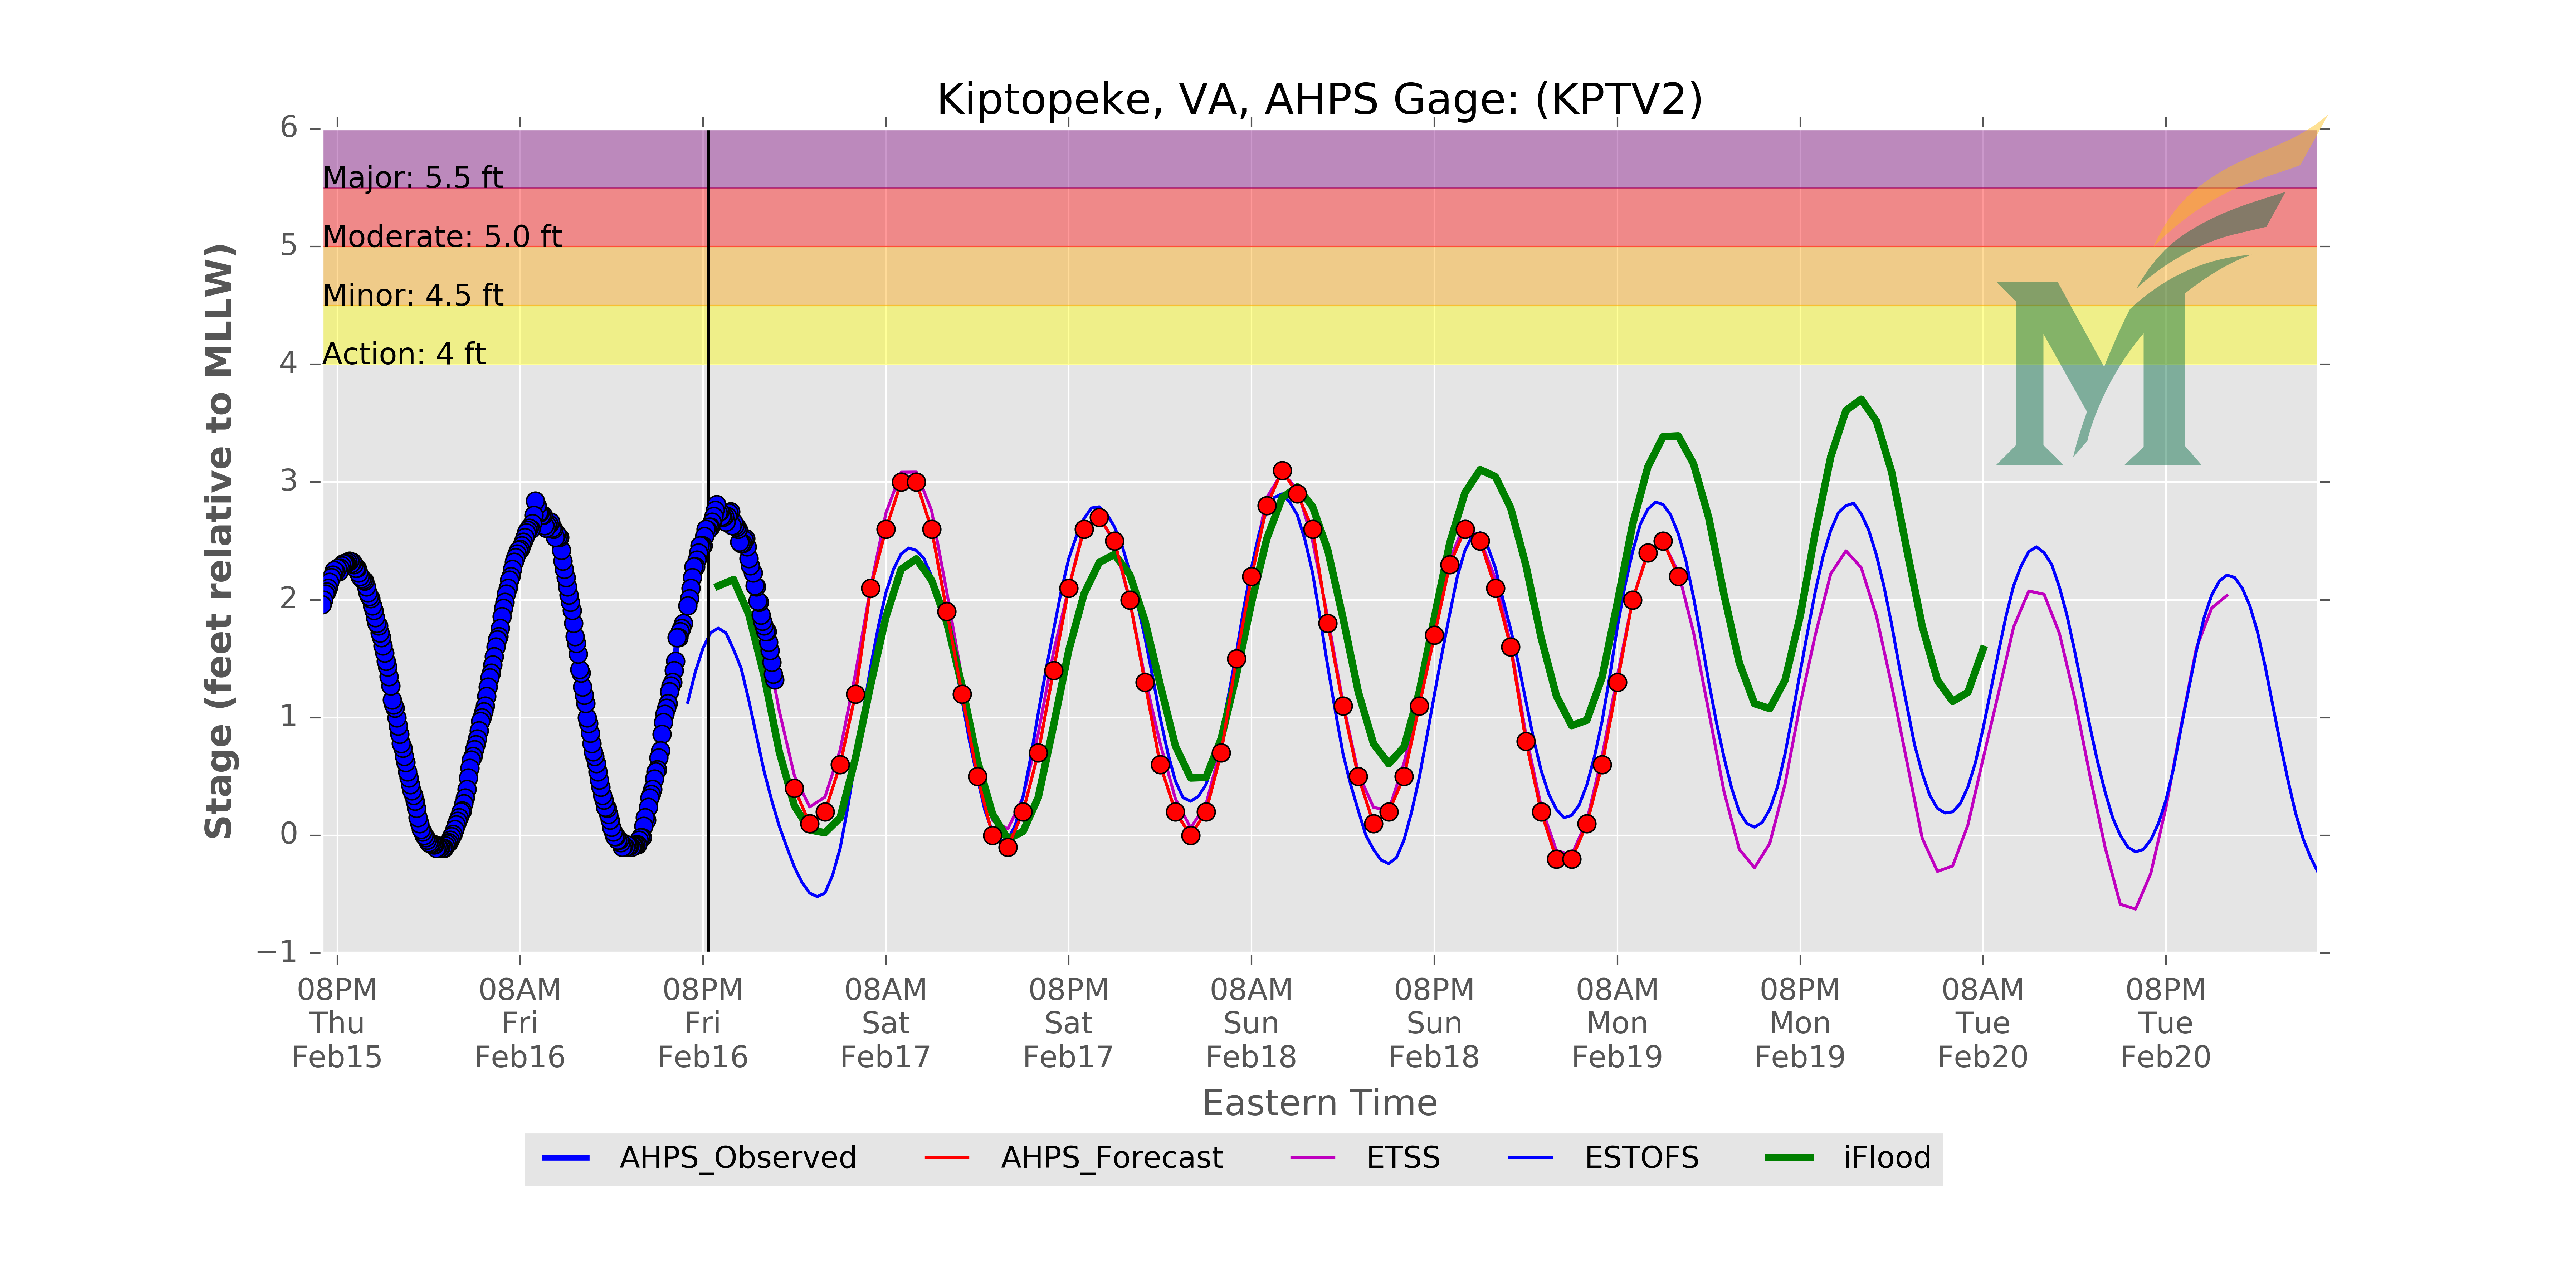 Kiptopeke, VA, AHPS Gage: (KPTV2)
6
Major: 5.5 ft
Moderate: 5.0 ft
5
Minor: 4.5 ft
Action: 4 ft
4
3
2
1
0
−1
Stage (feet relative to MLLW)
08PM 08AM 08PM 08AM 08PM 08AM 08PM 08AM 08PM 08AM 08PM
Thu Fri Fri Sat Sat Sun Sun Mon Mon Tue Tue
Feb15 Feb16 Feb16 Feb17 Feb17 Feb18 Feb18 Feb19 Feb19 Feb20 Feb20
Eastern Time
AHPS_Observed AHPS_Forecast ETSS ESTOFS iFlood
M